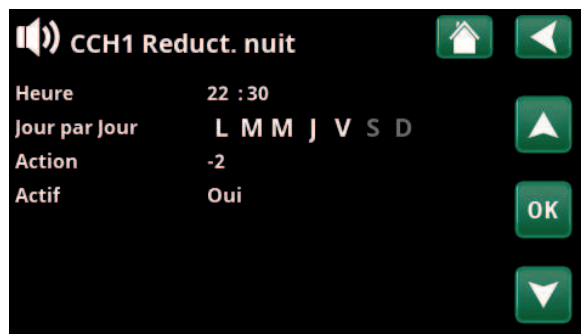 CCH1 Reduct. nuit
Heure 22 :30
Jour par Jour L M M J V S D
Action -2
Actif Oui
OK